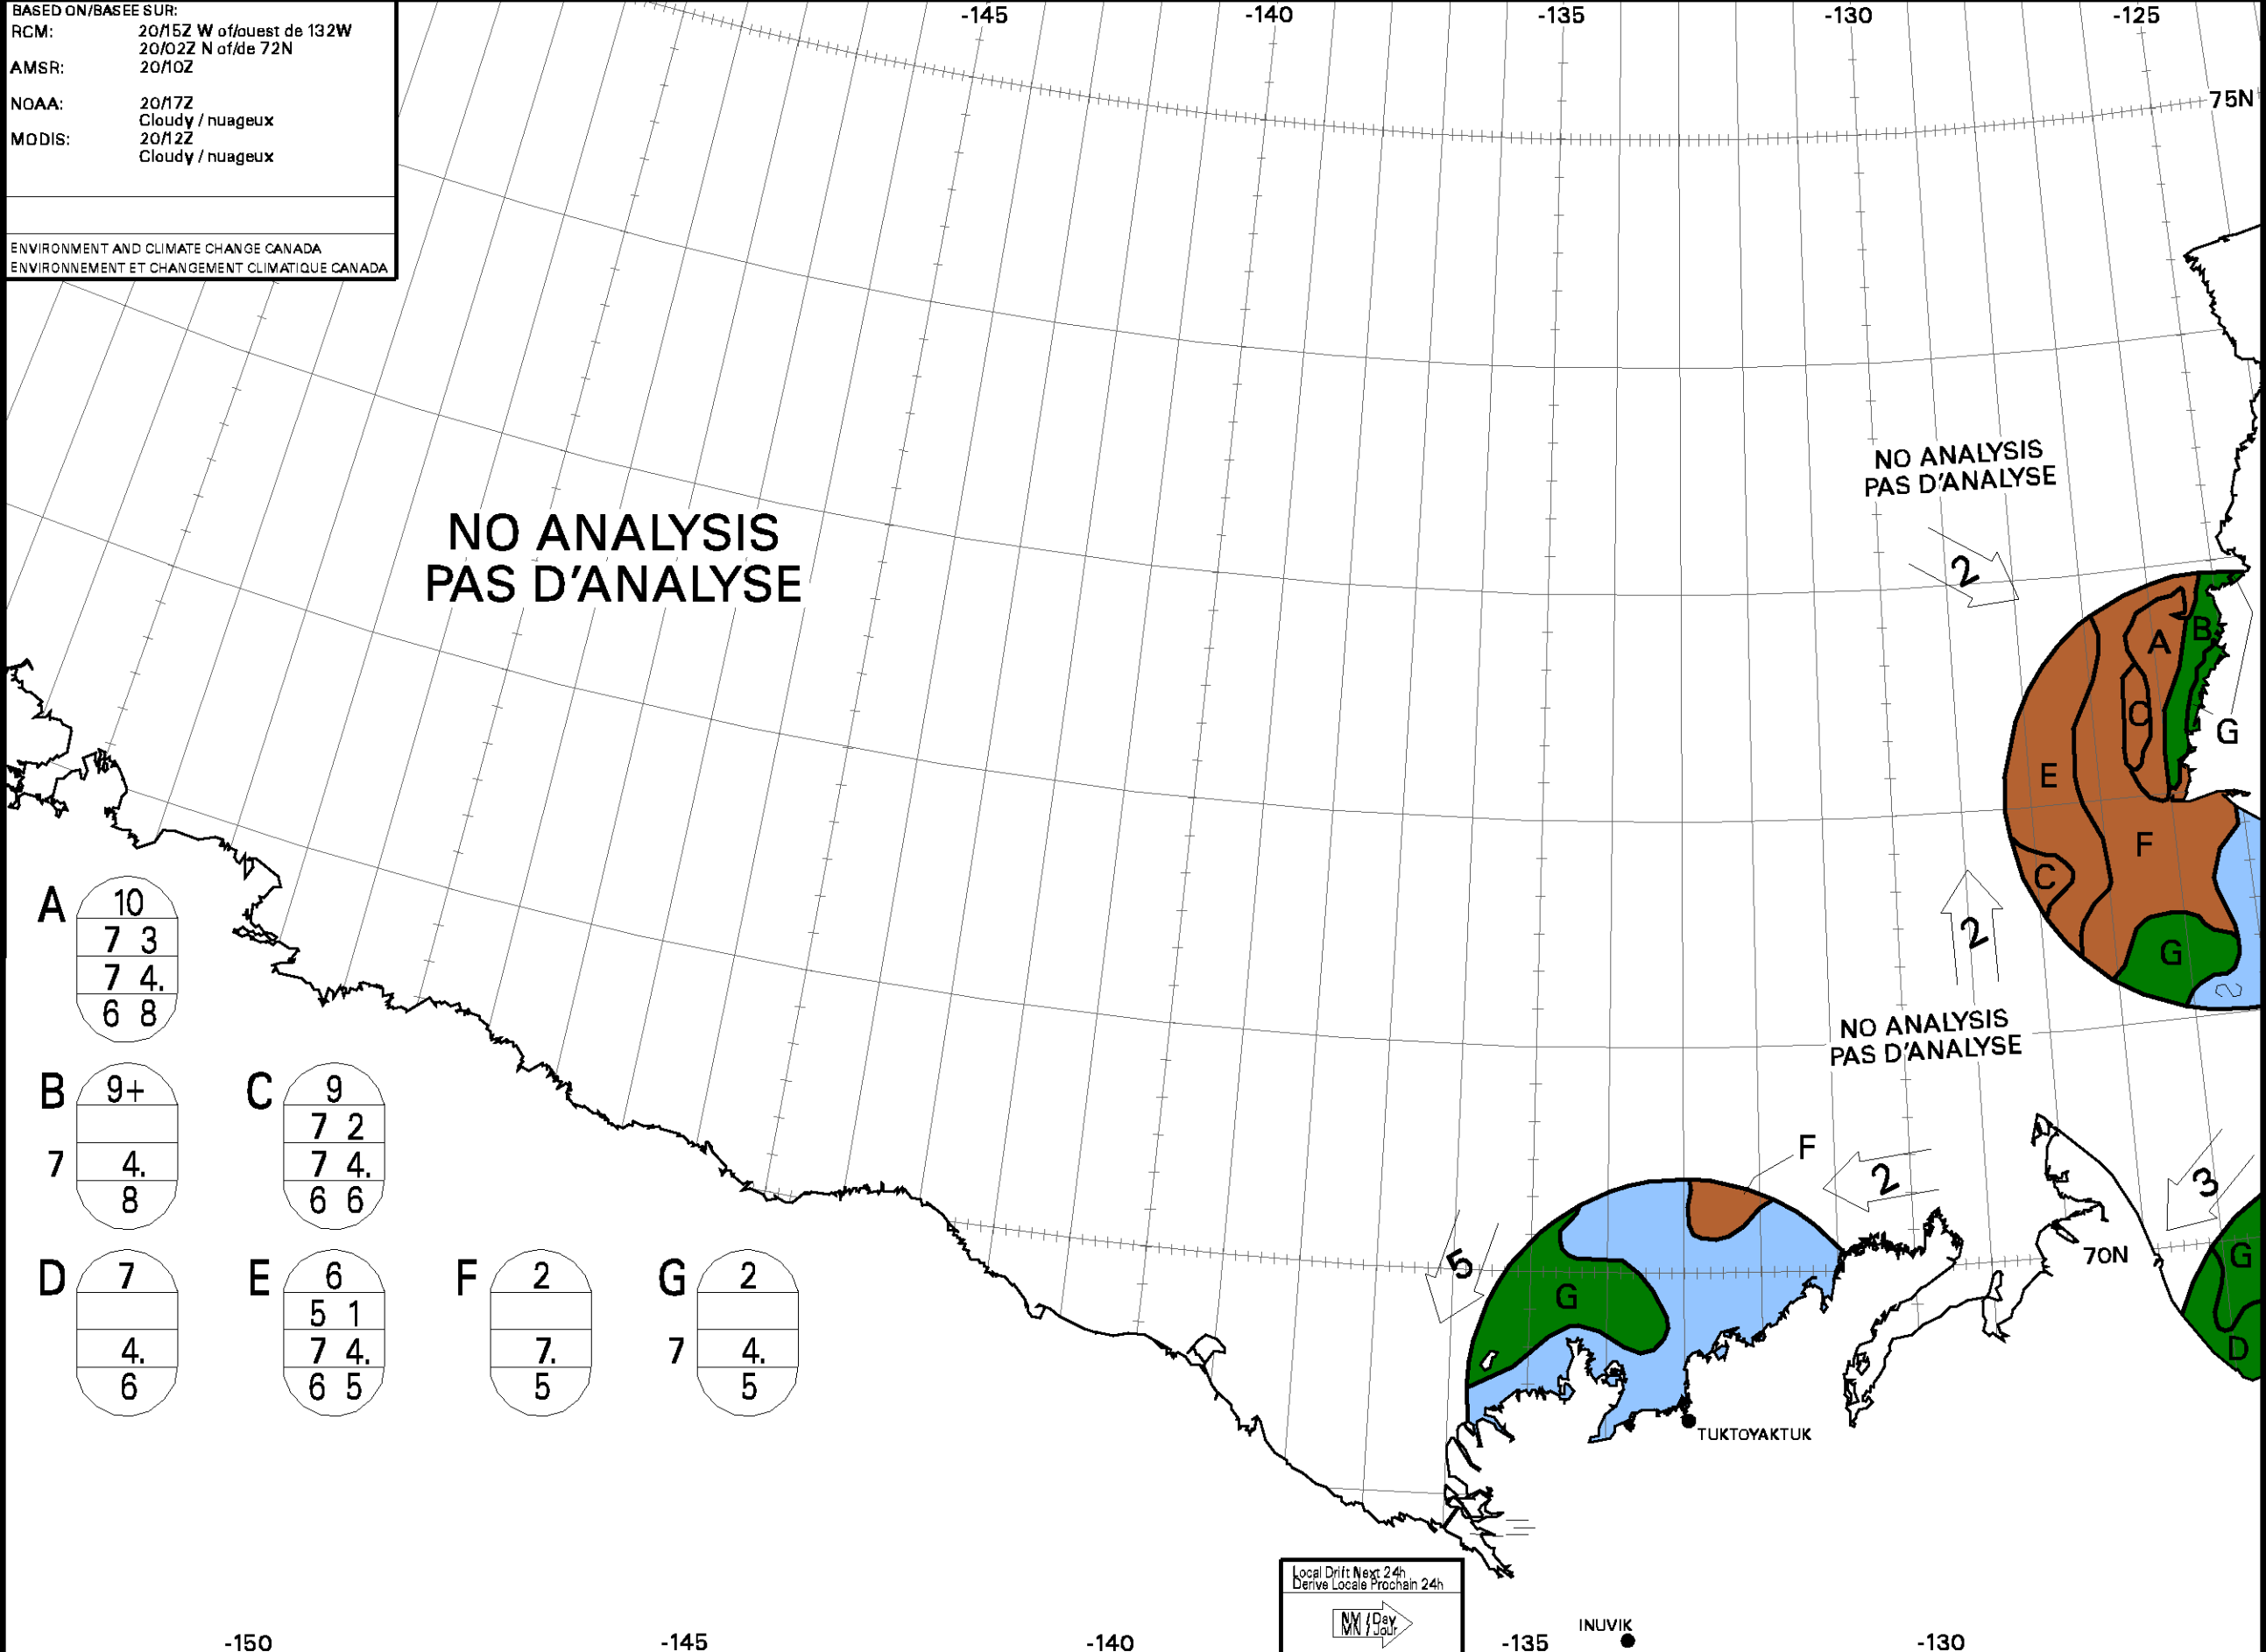 BASED ON/BASEE SUR:
RCM: 20/15Z W of/ouest de 132W
20/02Z N of/de 72N
AMSR: 20/10Z
NOAA: 20/17Z
Cloudy / nuageux
MODIS: 20/12Z
Cloudy / nuageux
ENVIRONMENT AND CLIMATE CHANGE CANADA
ENVIRONNEMENT ET CHANGEMENT CLIMATIQUE CANADA
-145 -140 -135 -130 -125
75N
NO ANALYSIS
PAS D'ANALYSE
2
NO ANALYSIS
PAS D'ANALYSE
A B
C G
E
F
C
G
2
NO ANALYSIS
PAS D'ANALYSE
A 10
7 3
7 4.
6 8
B 9+
7 4.
8
C 9
7 2
7 4.
6 6
D 7
4.
6
E 6
5 1
7 4.
6 5
F 2
7.
5
G 2
7 4.
5
F 2 3
5 70N G
G
D
TUKTOYAKTUK
Local Drift Next 24h
Derive Locale Prochain 24h
NM / Day
MN / Jour
INUVIK
-150 -145 -140 -135 -130